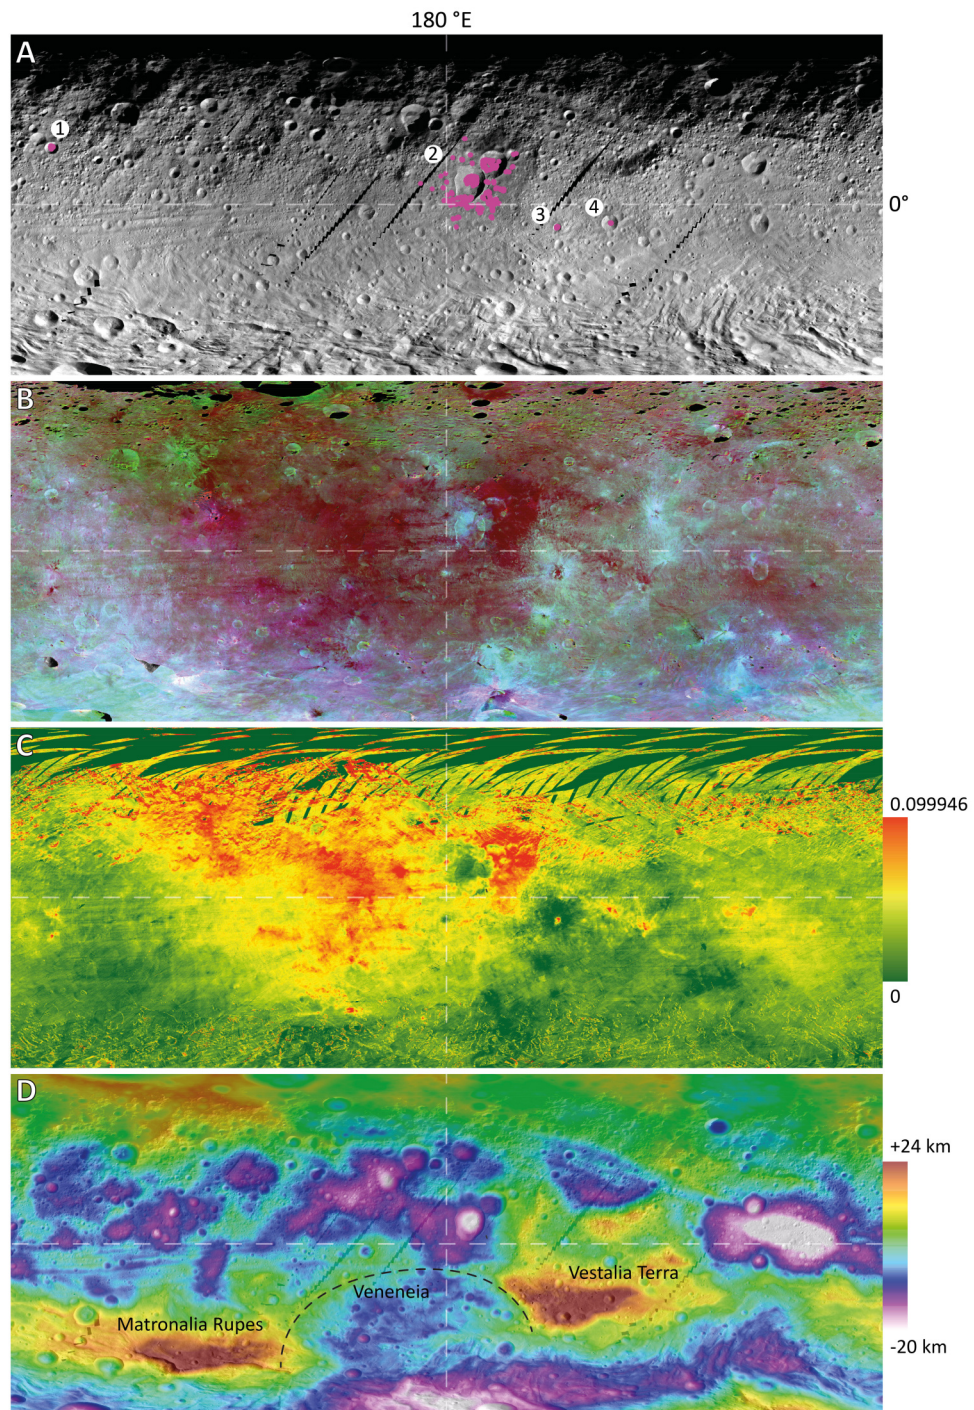 180 °E
A
1
2
0°
3
4
B
C
0.099946
0
D
+24 km
Vestalia Terra
Veneneia
Matronalia Rupes
-20 km